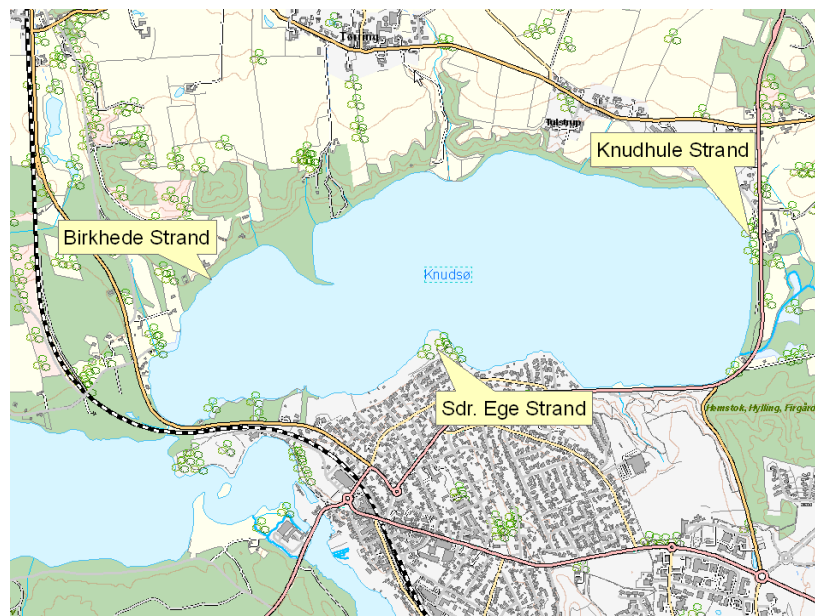 Tørring
Tulstrup
Knudhule Strand
Birkhede Strand
Knudsø
Sdr. Ege Strand
Hemstok, Hylling, Firgård